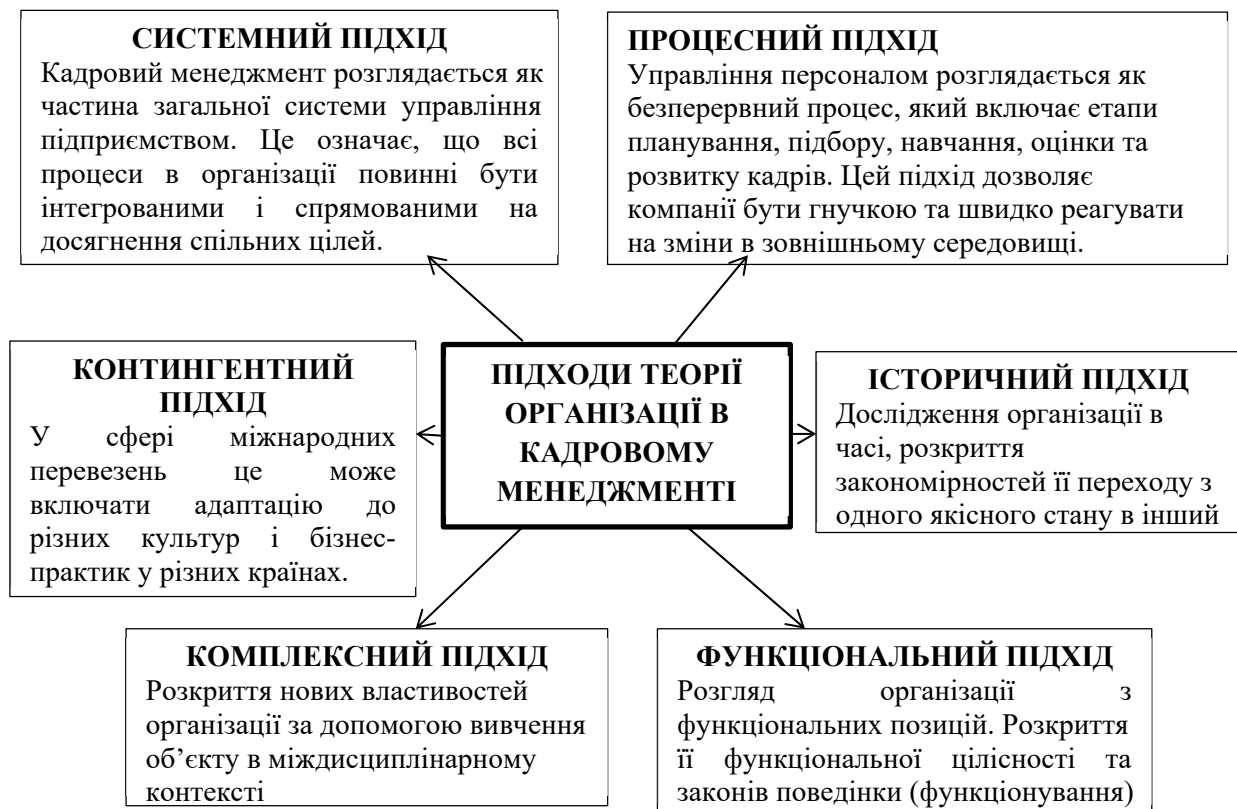 СИСТЕМНИЙ ПІДХІД
Кадровий менеджмент розглядається як
частина загальної системи управління
підприємством. Це означає, що всі
процеси в організації повинні бути
інтегрованими і спрямованими на
досягнення спільних цілей.
ПРОЦЕСНИЙ ПІДХІД
Управління персоналом розглядається як
безперервний процес, який включає етапи
планування, підбору, навчання, оцінки та
розвитку кадрів. Цей підхід дозволяє
компанії бути гнучкою та швидко реагувати
на зміни в зовнішньому середовищі.
КОНТИНГЕНТНИЙ
ПІДХІД
У сфері міжнародних
перевезень це може
включати адаптацію до
різних культур і бізнес-
практик у різних країнах.
ПІДХОДИ ТЕОРІЇ
ОРГАНІЗАЦІЇ В
КАДРОВОМУ
МЕНЕДЖМЕНТІ
ІСТОРИЧНИЙ ПІДХІД
Дослідження організації в
часі, розкриття
закономірностей її переходу з
одного якісного стану в інший
КОМПЛЕКСНИЙ ПІДХІД
Розкриття нових властивостей
організації за допомогою вивчення
об’єкту в міждисциплінарному
контексті
ФУНКЦІОНАЛЬНИЙ ПІДХІД
Розгляд організації з
функціональних позицій. Розкриття
її функціональної цілісності та
законів поведінки (функціонування)